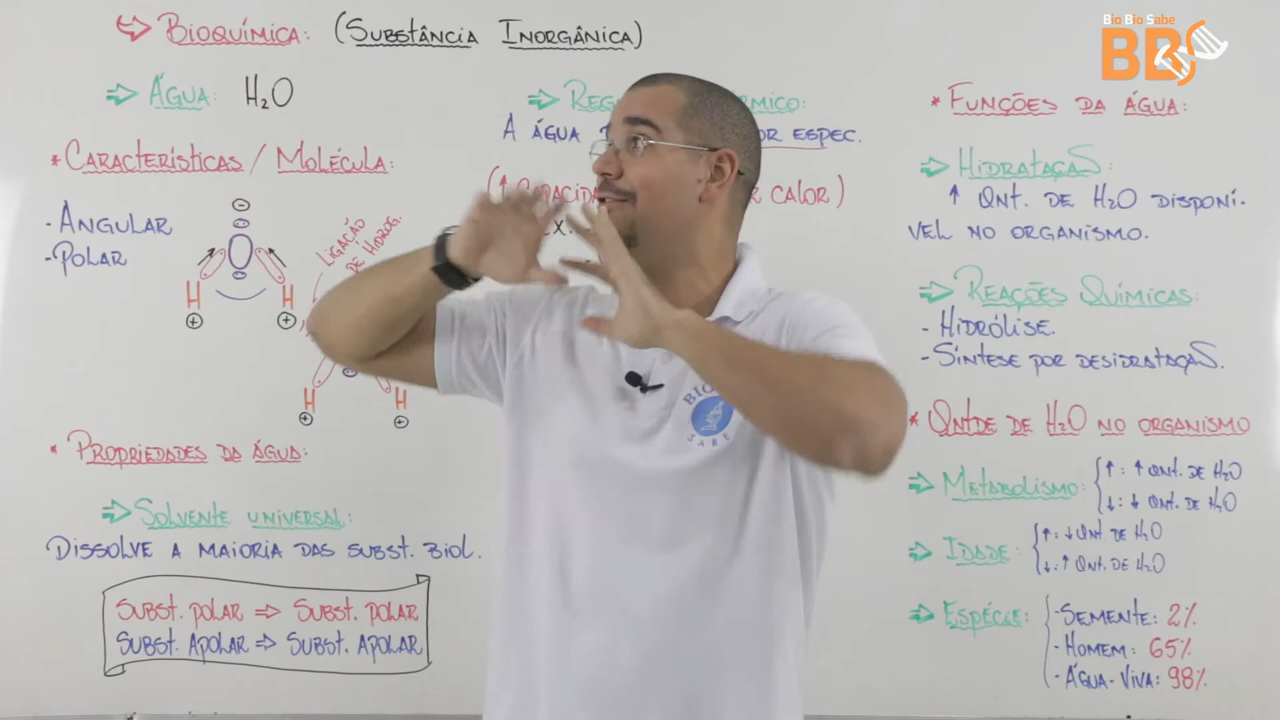 Bio Bio Sabe
BBS
BIOQUÍMICA: (SUBSTÂNCIA INORGÂNICA)
ÁGUA: H₂O
* CARACTERÍSTICAS / MOLÉCULA:
- ANGULAR
- POLAR
⊖
H H
⊕ ⊕
LIGAÇÃO
DE HIDROG.
H H
⊕ ⊕
* PROPRIEDADES DA ÁGUA:
SOLVENTE UNIVERSAL:
DISSOLVE A MAIORIA DAS SUBST. BIOL.
SUBST. POLAR ⇒ SUBST. POLAR
SUBST. APOLAR ⇒ SUBST. APOLAR
A ÁGUA ESPEC.
CALOR)
EX.
BIO
SABE
* FUNÇÕES DA ÁGUA:
HIDRATAÇÃO:
↑ QNT. DE H₂O DISPONÍ-
VEL NO ORGANISMO.
REAÇÕES QUÍMICAS:
- HIDRÓLISE.
- SÍNTESE POR DESIDRATAÇÃO.
* QNTDE DE H₂O NO ORGANISMO
METABOLISMO: ↑: ↑ QNT. DE H₂O
↓: ↓ QNT. DE H₂O
IDADE: ↑: ↓ QNT DE H₂O
↓: ↑ QNT. DE H₂O
ESPÉCIE: - SEMENTE: 2%
- HOMEM: 65%
- ÁGUA-VIVA: 98%